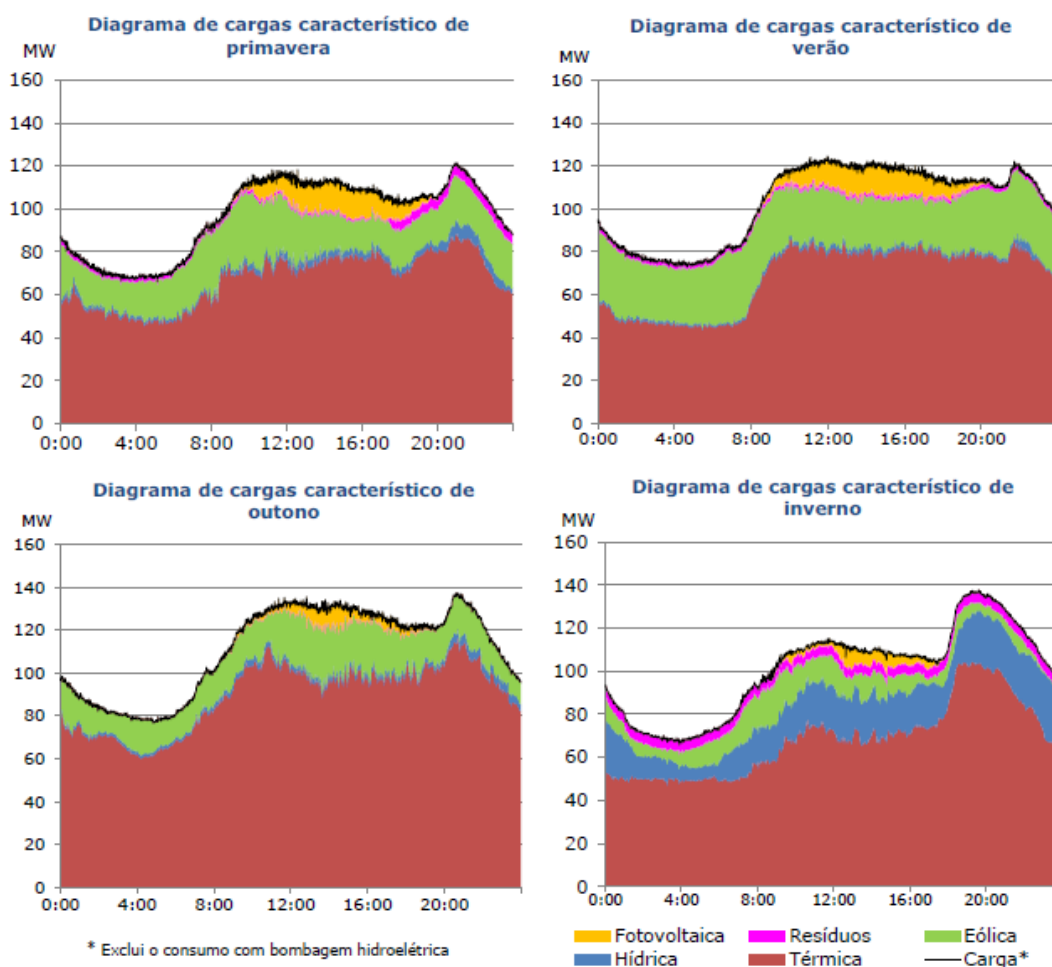 Diagrama de cargas característico de
primavera
MW
160
140
120
100
80
60
40
20
0
0:00 4:00 8:00 12:00 16:00 20:00
Diagrama de cargas característico de
verão
MW
160
140
120
100
80
60
40
20
0
0:00 4:00 8:00 12:00 16:00 20:00
Diagrama de cargas característico de
outono
MW
160
140
120
100
80
60
40
20
0
0:00 4:00 8:00 12:00 16:00 20:00
* Exclui o consumo com bombagem hidroelétrica
Diagrama de cargas característico de
inverno
MW
160
140
120
100
80
60
40
20
0
0:00 4:00 8:00 12:00 16:00 20:00
Fotovoltaica Resíduos Eólica
Hídrica Térmica Carga*